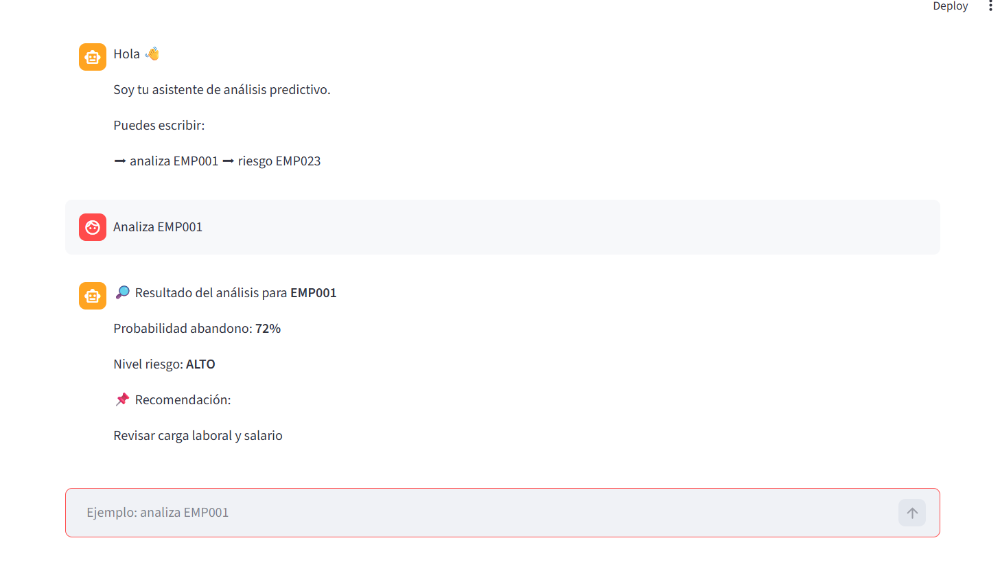 Deploy
Hola 👋
Soy tu asistente de análisis predictivo.
Puedes escribir:
➡ analiza EMP001 ➡ riesgo EMP023
Analiza EMP001
🔎 Resultado del análisis para EMP001
Probabilidad abandono: 72%
Nivel riesgo: ALTO
📌 Recomendación:
Revisar carga laboral y salario
Ejemplo: analiza EMP001